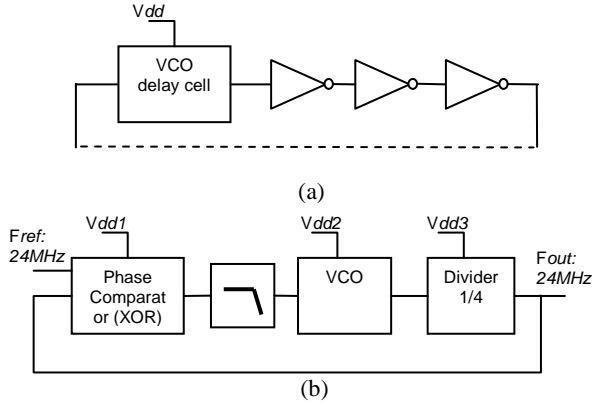 Vdd
VCO
delay cell
(a)
Fref:
24MHz
Vdd1
Phase
Comparat
or (XOR)
Vdd2
VCO
Vdd3
Divider
1/4
Fout:
24MHz
(b)